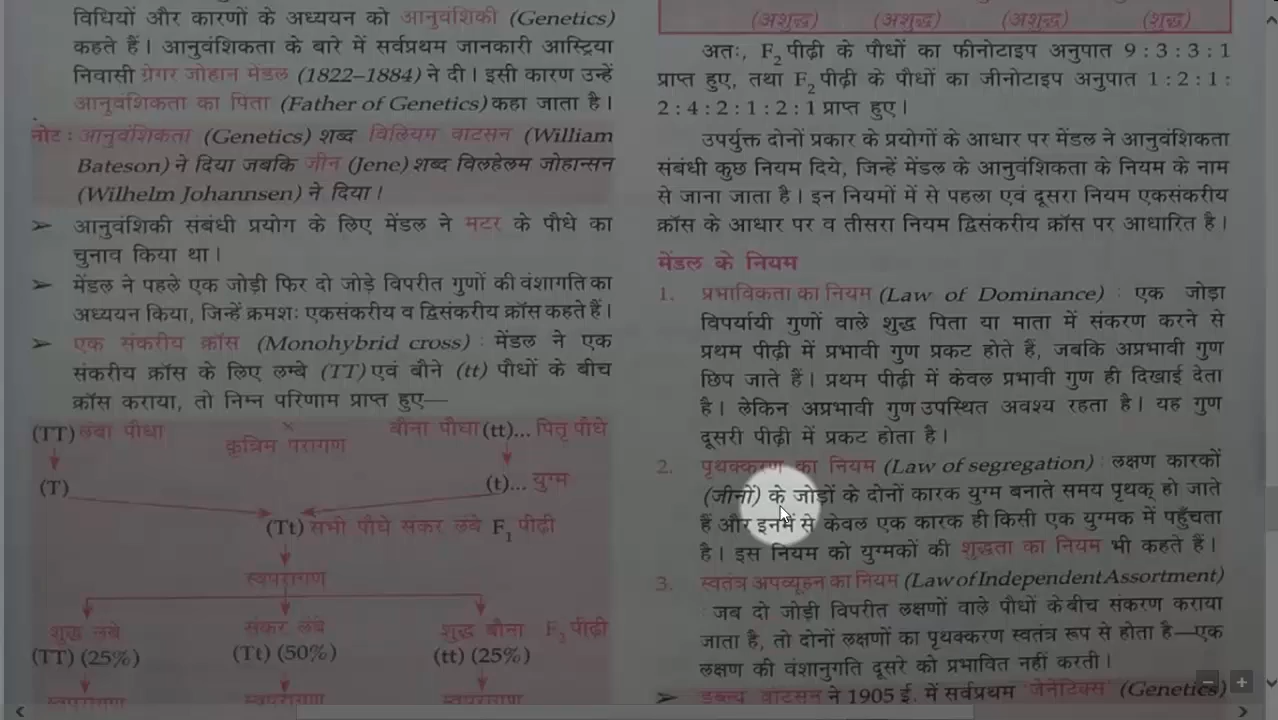 विधियों और कारणों के अध्ययन को आनुवंशिकी (Genetics)
कहते हैं। आनुवंशिकता के बारे में सर्वप्रथम जानकारी आस्ट्रिया
निवासी ग्रेगर जोहान मेंडल (1822–1884) ने दी। इसी कारण उन्हें
आनुवंशिकता का पिता (Father of Genetics) कहा जाता है।
नोट : आनुवंशिकता (Genetics) शब्द विलियम वाटसन (William
Bateson) ने दिया जबकि जीन (Jene) शब्द विलहेलम जोहान्सन
(Wilhelm Johannsen) ने दिया।
➤ आनुवंशिकी संबंधी प्रयोग के लिए मेंडल ने मटर के पौधे का
चुनाव किया था।
➤ मेंडल ने पहले एक जोड़ी फिर दो जोड़े विपरीत गुणों की वंशागति का
अध्ययन किया, जिन्हें क्रमशः एकसंकरीय व द्विसंकरीय क्रॉस कहते हैं।
➤ एक संकरीय क्रॉस (Monohybrid cross) : मेंडल ने एक
संकरीय क्रॉस के लिए लम्बे (TT) एवं बौने (tt) पौधों के बीच
क्रॉस कराया, तो निम्न परिणाम प्राप्त हुए—
(TT) लंबा पौधा × बौना पौधा (tt)... पितृ पौधे
कृत्रिम परागण
(T) (t)... युग्म
(Tt) सभी पौधे संकर लंबे F₁ पीढ़ी
स्वपरागण
शुद्ध लंबे संकर लंबे शुद्ध बौना F₂ पीढ़ी
(TT) (25%) (Tt) (50%) (tt) (25%)
स्वपरागण स्वपरागण स्वपरागण
(अशुद्ध) (अशुद्ध) (अशुद्ध) (शुद्ध)
अतः, F₂ पीढ़ी के पौधों का फीनोटाइप अनुपात 9 : 3 : 3 : 1
प्राप्त हुए, तथा F₂ पीढ़ी के पौधों का जीनोटाइप अनुपात 1 : 2 : 1 :
2 : 4 : 2 : 1 : 2 : 1 प्राप्त हुए।
उपर्युक्त दोनों प्रकार के प्रयोगों के आधार पर मेंडल ने आनुवंशिकता
संबंधी कुछ नियम दिये, जिन्हें मेंडल के आनुवंशिकता के नियम के नाम
से जाना जाता है। इन नियमों में से पहला एवं दूसरा नियम एकसंकरीय
क्रॉस के आधार पर व तीसरा नियम द्विसंकरीय क्रॉस पर आधारित है।
मेंडल के नियम
1. प्रभाविकता का नियम (Law of Dominance) : एक जोड़ा
विपर्यायी गुणों वाले शुद्ध पिता या माता में संकरण करने से
प्रथम पीढ़ी में प्रभावी गुण प्रकट होते हैं, जबकि अप्रभावी गुण
छिप जाते हैं। प्रथम पीढ़ी में केवल प्रभावी गुण ही दिखाई देता
है। लेकिन अप्रभावी गुण उपस्थित अवश्य रहता है। यह गुण
दूसरी पीढ़ी में प्रकट होता है।
2. पृथक्करण का नियम (Law of segregation) : लक्षण कारकों
(जीनों) के जोड़ों के दोनों कारक युग्म बनाते समय पृथक् हो जाते
हैं और इनमें से केवल एक कारक ही किसी एक युग्मक में पहुँचता
है। इस नियम को युग्मकों की शुद्धता का नियम भी कहते हैं।
3. स्वतंत्र अपव्यूहन का नियम (Law of Independent Assortment)
: जब दो जोड़ी विपरीत लक्षणों वाले पौधों के बीच संकरण कराया
जाता है, तो दोनों लक्षणों का पृथक्करण स्वतंत्र रूप से होता है—एक
लक्षण की वंशानुगति दूसरे को प्रभावित नहीं करती।
➤ डब्ल्यू वाटसन ने 1905 ई. में सर्वप्रथम जेनेटिक्स (Genetics)